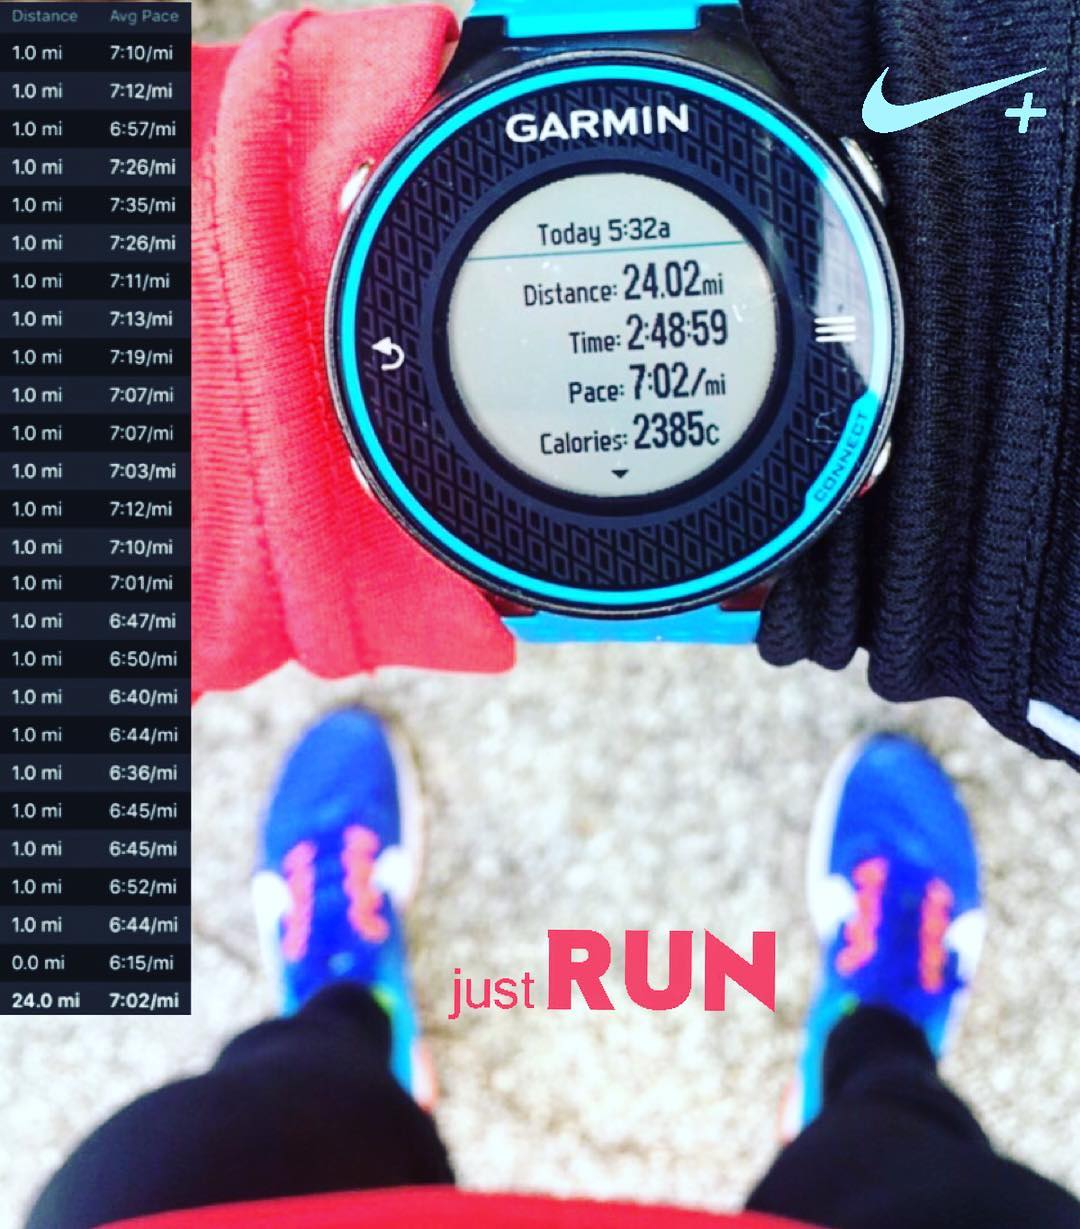 Distance Avg Pace
1.0 mi 7:10/mi
1.0 mi 7:12/mi
1.0 mi 6:57/mi
1.0 mi 7:26/mi
1.0 mi 7:35/mi
1.0 mi 7:26/mi
1.0 mi 7:11/mi
1.0 mi 7:13/mi
1.0 mi 7:19/mi
1.0 mi 7:07/mi
1.0 mi 7:07/mi
1.0 mi 7:03/mi
1.0 mi 7:12/mi
1.0 mi 7:10/mi
1.0 mi 7:01/mi
1.0 mi 6:47/mi
1.0 mi 6:50/mi
1.0 mi 6:40/mi
1.0 mi 6:44/mi
1.0 mi 6:36/mi
1.0 mi 6:45/mi
1.0 mi 6:45/mi
1.0 mi 6:52/mi
1.0 mi 6:44/mi
0.0 mi 6:15/mi
24.0 mi 7:02/mi
GARMIN
Today 5:32a
Distance: 24.02mi
Time: 2:48:59
Pace: 7:02/mi
Calories: 2385c
CONNECT
+
just RUN